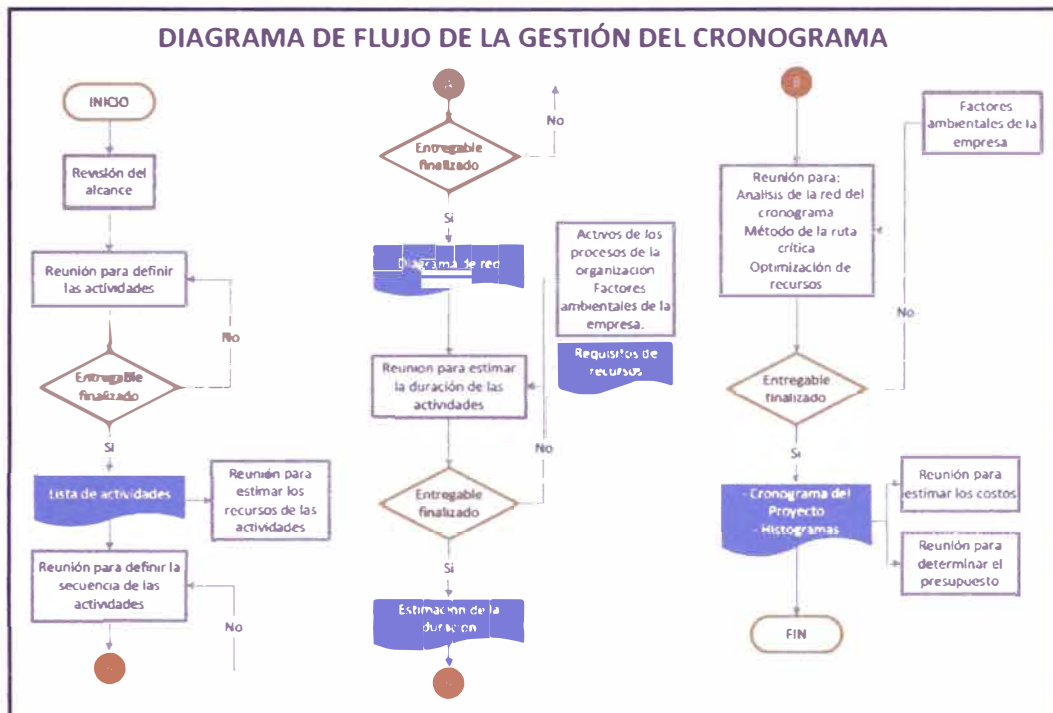 DIAGRAMA DE FLUJO DE LA GESTIÓN DEL CRONOGRAMA
INICIO
Revisión del
alcance
Reunión para definir
las actividades
No
Entregable
finalizado
Si
Lista de actividades
Reunión para
estimar los
recursos de las
actividades
Reunión para definir la
secuencia de las
actividades
No
A
No
Entregable
finalizado
Si
Diagrama de red
Activos de los
procesos de la
organización
Factores
ambientales de la
empresa.
Requisitos de
recursos
Reunión para estimar
la duración de las
actividades
No
Entregable
finalizado
Si
Estimación de la
duración
B
Factores
ambientales de la
empresa
Reunión para:
Analisis de la red del
cronograma
Método de la ruta
crítica
Optimización de
recursos
No
Entregable
finalizado
Si
- Cronograma del
Proyecto
- Histogramas
Reunión para
estimar los costos
Reunión para
determinar el
presupuesto
FIN